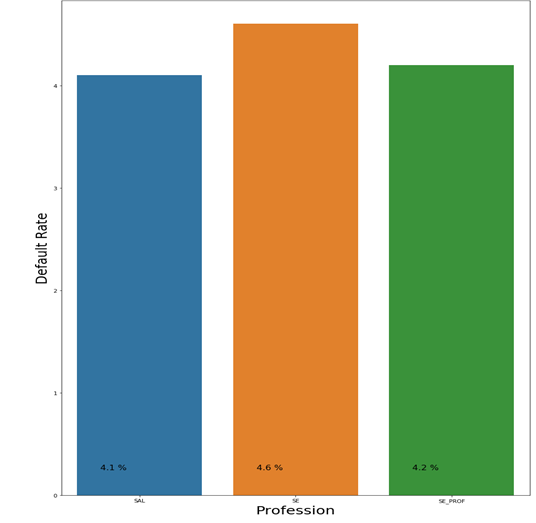 Default Rate
4
3
2
1
0
4.1 %
4.6 %
4.2 %
SAL
SE
SE_PROF
Profession